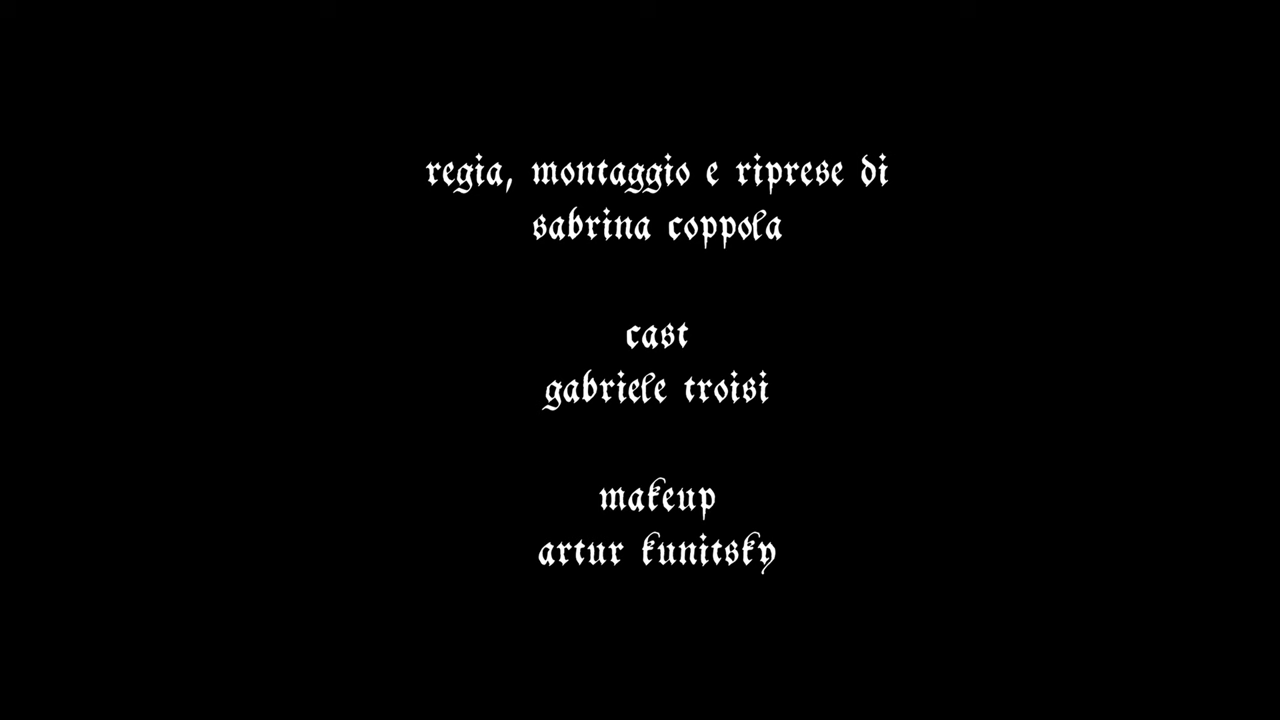 regia, montaggio e riprese di
sabrina coppola
cast
gabriele troisi
makeup
artur kunitsky